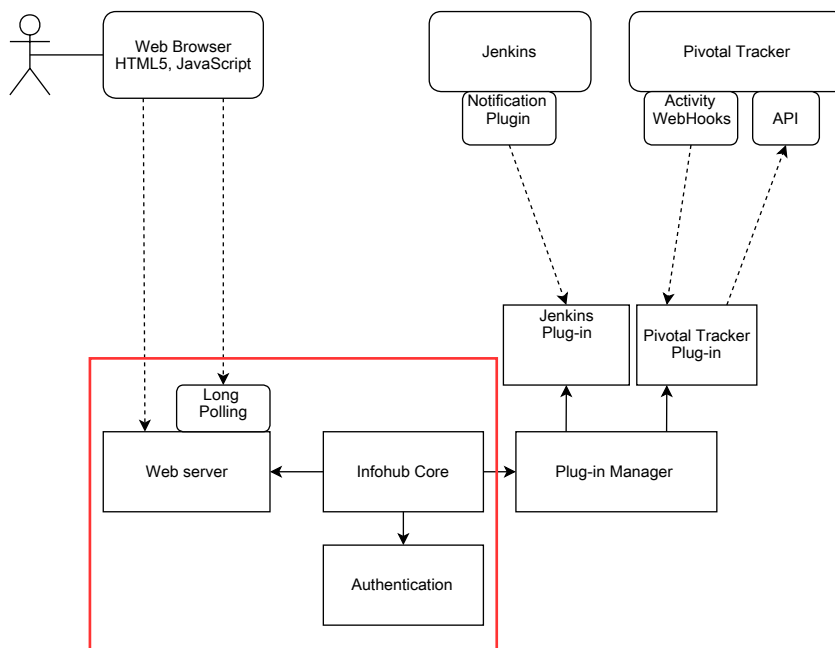 Web Browser
HTML5, JavaScript
Jenkins
Pivotal Tracker
Notification
Plugin
Activity
WebHooks
API
Jenkins
Plug-in
Pivotal Tracker
Plug-in
Long
Polling
Web server
Infohub Core
Plug-in Manager
Authentication